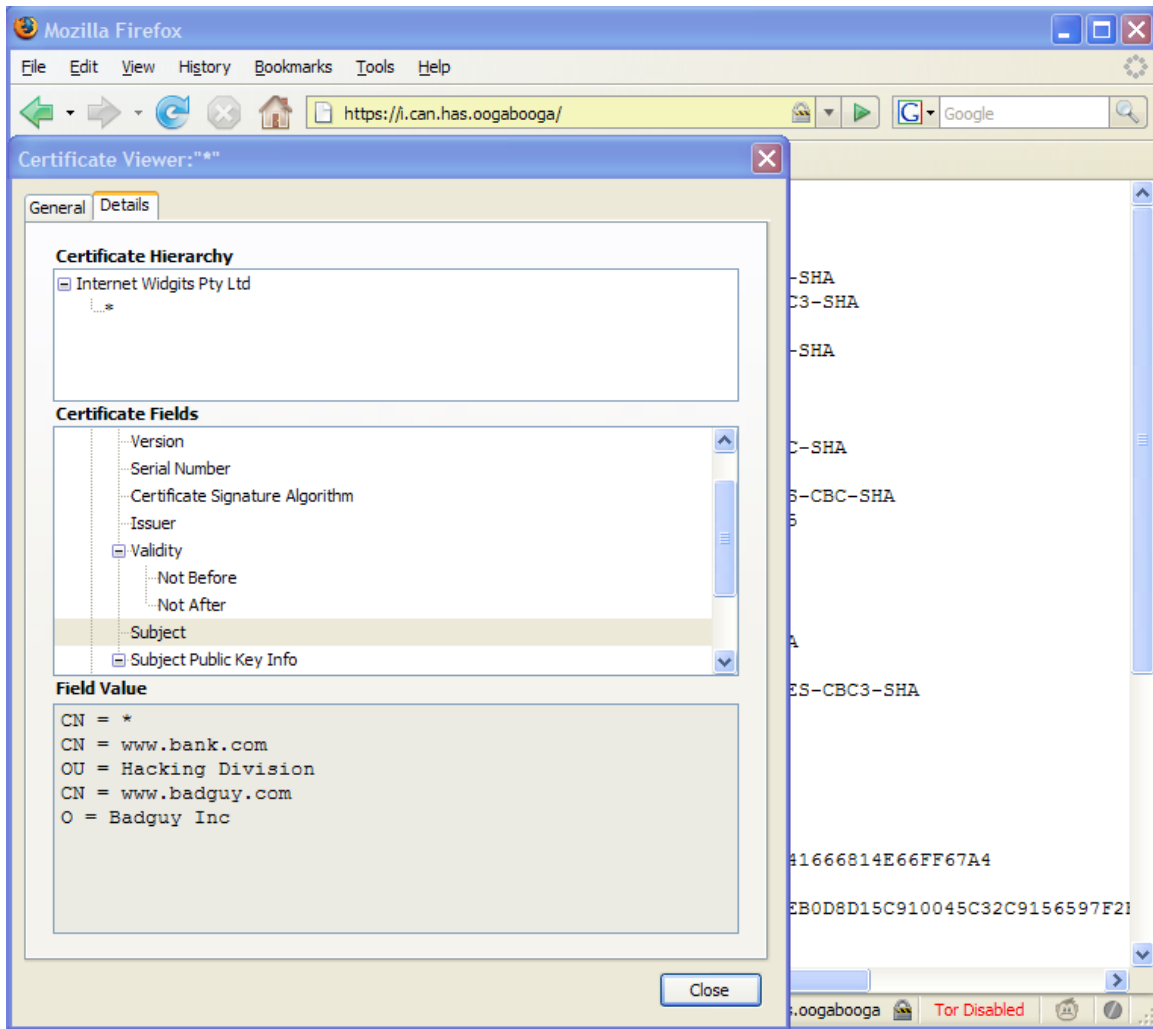 Mozilla Firefox
File Edit View History Bookmarks Tools Help
https://i.can.has.oogabooga/ G Google
Certificate Viewer:"*"
General Details
Certificate Hierarchy
Internet Widgits Pty Ltd
*
Certificate Fields
Version
Serial Number
Certificate Signature Algorithm
Issuer
Validity
Not Before
Not After
Subject
Subject Public Key Info
Field Value
CN = *
CN = www.bank.com
OU = Hacking Division
CN = www.badguy.com
O = Badguy Inc
Close
-SHA
C3-SHA
-SHA
C-SHA
S-CBC-SHA
5
A
ES-CBC3-SHA
41666814E66FF67A4
EB0D8D15C910045C32C9156597F2
s.oogabooga Tor Disabled